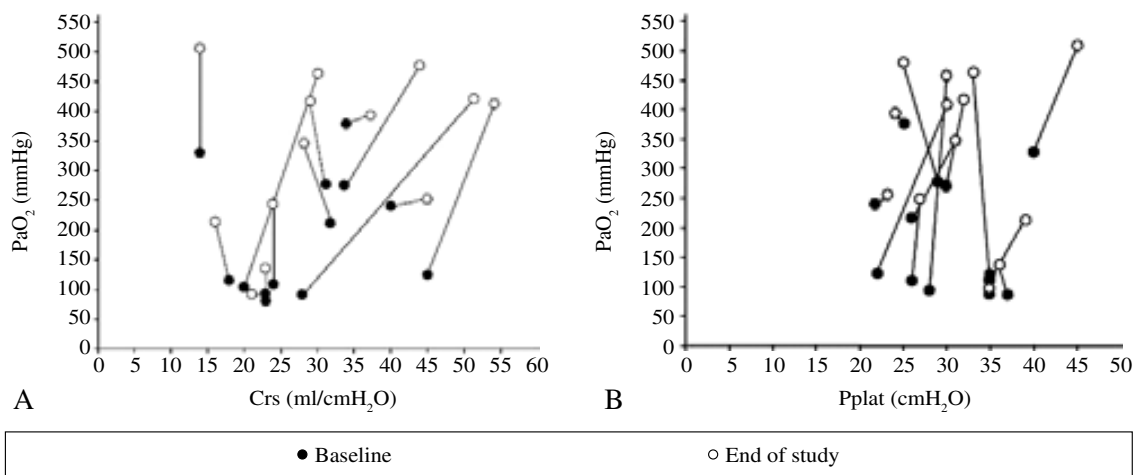 550
500
450
400
350
300
250
200
150
100
50
0
PaO2 (mmHg)
0 5 10 15 20 25 30 35 40 45 50 55 60
Crs (ml/cmH2O)
A
550
500
450
400
350
300
250
200
150
100
50
0
PaO2 (mmHg)
0 5 10 15 20 25 30 35 40 45 50
Pplat (cmH2O)
B
Baseline
End of study